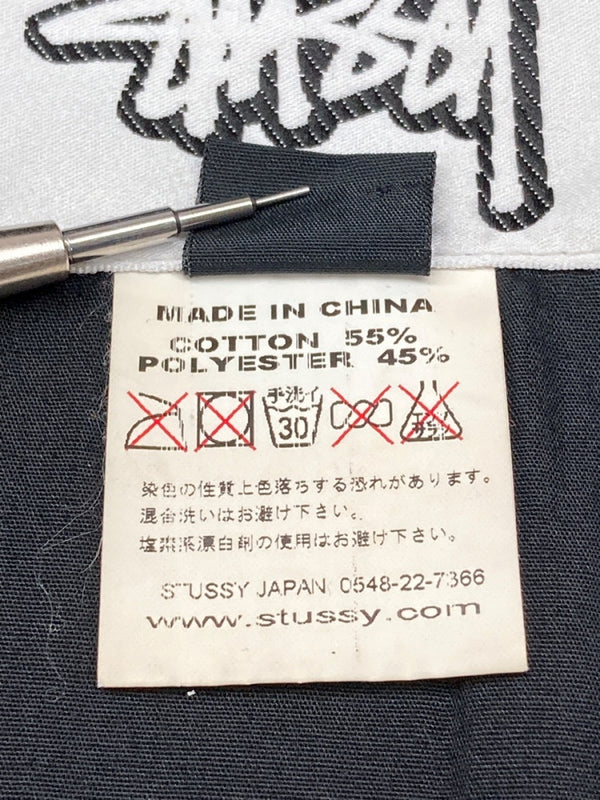 STUSSY
MADE IN CHINA
COTTON 55%
POLYESTER 45%
手洗イ
30
サラシ
染色の性質上色落ちする恐れがあります。
混合洗いはお避け下さい。
塩素系漂白剤の使用はお避け下さい。
STUSSY JAPAN 0548-22-7366
www.stussy.com